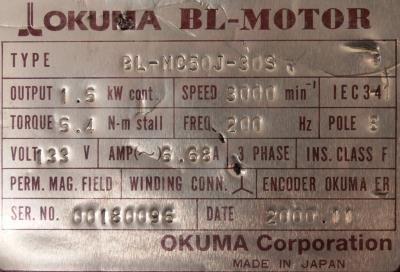 OKUMA BL-MOTOR
TYPE BL-MC50J-30S
OUTPUT 1.5 kW cont. SPEED 3000 min⁻¹ IEC34
TORQUE 5.4 N-m stall FREQ. 200 Hz POLE 8
VOLT 133 V AMP(~) 6.68A 3 PHASE INS. CLASS F
PERM. MAG. FIELD WINDING CONN. ENCODER OKUMA ER
SER. NO. 00180096 DATE 2000.
OKUMA Corporation
MADE IN JAPAN